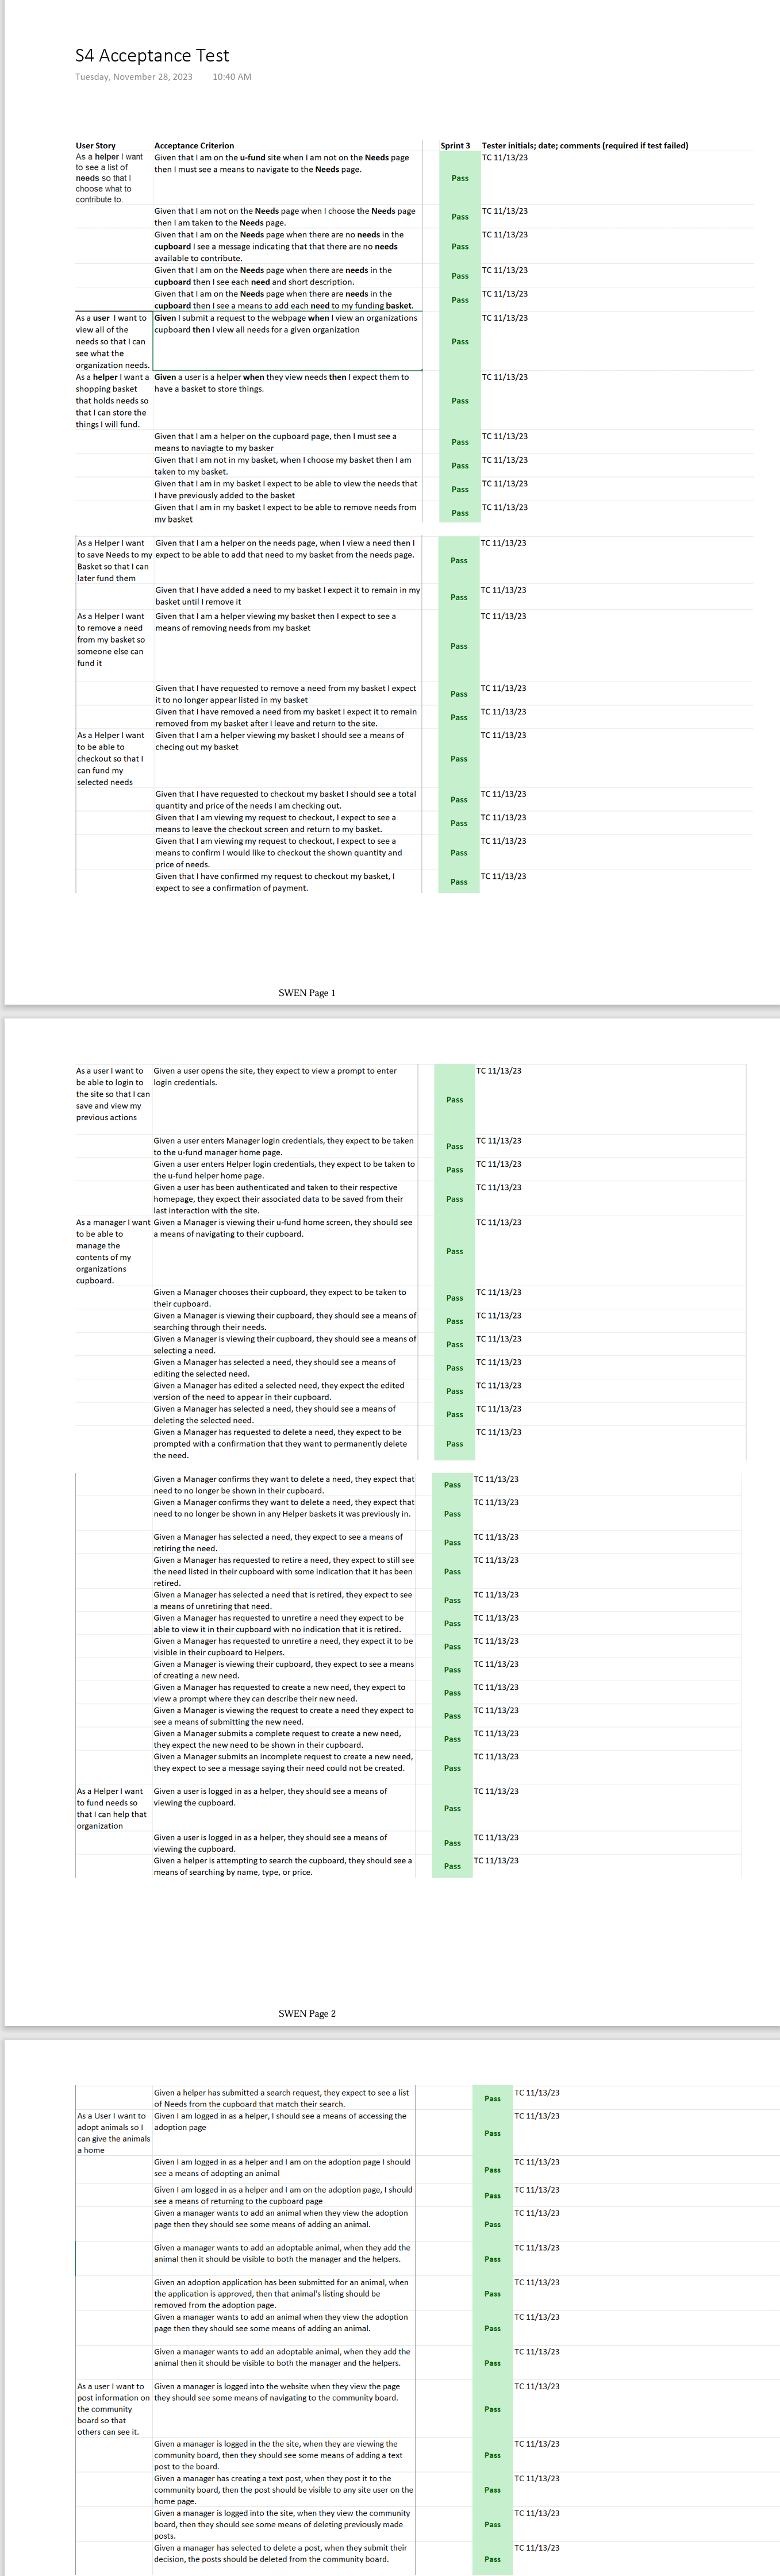 S4 Acceptance Test
Tuesday, November 28, 2023 10:40 AM
User Story Acceptance Criterion Sprint 3 Tester initials; date; comments (required if test failed)
As a helper I want
to see a list of
needs so that I
choose what to
contribute to.
Given that I am on the u-fund site when I am not on the Needs page
then I must see a means to navigate to the Needs page.
Pass
TC 11/13/23
Given that I am not on the Needs page when I choose the Needs page
then I am taken to the Needs page.
Pass
TC 11/13/23
Given that I am on the Needs page when there are no needs in the
cupboard I see a message indicating that that there are no needs
available to contribute.
Pass
TC 11/13/23
Given that I am on the Needs page when there are needs in the
cupboard then I see each need and short description.
Pass
TC 11/13/23
Given that I am on the Needs page when there are needs in the
cupboard then I see a means to add each need to my funding basket.
Pass
TC 11/13/23
As a user I want to
view all of the
needs so that I can
see what the
organization needs.
Given I submit a request to the webpage when I view an organizations
cupboard then I view all needs for a given organization
Pass
TC 11/13/23
As a helper I want a
shopping basket
that holds needs so
that I can store the
things I will fund.
Given a user is a helper when they view needs then I expect them to
have a basket to store things.
Pass
TC 11/13/23
Given that I am a helper on the cupboard page, then I must see a
means to naviagte to my basker
Pass
TC 11/13/23
Given that I am not in my basket, when I choose my basket then I am
taken to my basket.
Pass
TC 11/13/23
Given that I am in my basket I expect to be able to view the needs that
I have previously added to the basket
Pass
TC 11/13/23
Given that I am in my basket I expect to be able to remove needs from
my basket
Pass
TC 11/13/23
As a Helper I want
to save Needs to my
Basket so that I can
later fund them
Given that I am a helper on the needs page, when I view a need then I
expect to be able to add that need to my basket from the needs page.
Pass
TC 11/13/23
Given that I have added a need to my basket I expect it to remain in my
basket until I remove it
Pass
TC 11/13/23
As a Helper I want
to remove a need
from my basket so
someone else can
fund it
Given that I am a helper viewing my basket then I expect to see a
means of removing needs from my basket
Pass
TC 11/13/23
Given that I have requested to remove a need from my basket I expect
it to no longer appear listed in my basket
Pass
TC 11/13/23
Given that I have removed a need from my basket I expect it to remain
removed from my basket after I leave and return to the site.
Pass
TC 11/13/23
As a Helper I want
to be able to
checkout so that I
can fund my
selected needs
Given that I am a helper viewing my basket I should see a means of
checing out my basket
Pass
TC 11/13/23
Given that I have requested to checkout my basket I should see a total
quantity and price of the needs I am checking out.
Pass
TC 11/13/23
Given that I am viewing my request to checkout, I expect to see a
means to leave the checkout screen and return to my basket.
Pass
TC 11/13/23
Given that I am viewing my request to checkout, I expect to see a
means to confirm I would like to checkout the shown quantity and
price of needs.
Pass
TC 11/13/23
Given that I have confirmed my request to checkout my basket, I
expect to see a confirmation of payment.
Pass
TC 11/13/23
SWEN Page 1
As a user I want to
be able to login to
the site so that I can
save and view my
previous actions
Given a user opens the site, they expect to view a prompt to enter
login credentials.
Pass
TC 11/13/23
Given a user enters Manager login credentials, they expect to be taken
to the u-fund manager home page.
Pass
TC 11/13/23
Given a user enters Helper login credentials, they expect to be taken to
the u-fund helper home page.
Pass
TC 11/13/23
Given a user has been authenticated and taken to their respective
homepage, they expect their associated data to be saved from their
last interaction with the site.
Pass
TC 11/13/23
As a manager I want
to be able to
manage the
contents of my
organizations
cupboard.
Given a Manager is viewing their u-fund home screen, they should see
a means of navigating to their cupboard.
Pass
TC 11/13/23
Given a Manager chooses their cupboard, they expect to be taken to
their cupboard.
Pass
TC 11/13/23
Given a Manager is viewing their cupboard, they should see a means of
searching through their needs.
Pass
TC 11/13/23
Given a Manager is viewing their cupboard, they should see a means of
selecting a need.
Pass
TC 11/13/23
Given a Manager has selected a need, they should see a means of
editing the selected need.
Pass
TC 11/13/23
Given a Manager has edited a selected need, they expect the edited
version of the need to appear in their cupboard.
Pass
TC 11/13/23
Given a Manager has selected a need, they should see a means of
deleting the selected need.
Pass
TC 11/13/23
Given a Manager has requested to delete a need, they expect to be
prompted with a confirmation that they want to permanently delete
the need.
Pass
TC 11/13/23
Given a Manager confirms they want to delete a need, they expect that
need to no longer be shown in their cupboard.
Pass
TC 11/13/23
Given a Manager confirms they want to delete a need, they expect that
need to no longer be shown in any Helper baskets it was previously in.
Pass
TC 11/13/23
Given a Manager has selected a need, they expect to see a means of
retiring the need.
Pass
TC 11/13/23
Given a Manager has requested to retire a need, they expect to still see
the need listed in their cupboard with some indication that it has been
retired.
Pass
TC 11/13/23
Given a Manager has selected a need that is retired, they expect to see
a means of unretiring that need.
Pass
TC 11/13/23
Given a Manager has requested to unretire a need they expect to be
able to view it in their cupboard with no indication that it is retired.
Pass
TC 11/13/23
Given a Manager has requested to unretire a need, they expect it to be
visible in their cupboard to Helpers.
Pass
TC 11/13/23
Given a Manager is viewing their cupboard, they expect to see a means
of creating a new need.
Pass
TC 11/13/23
Given a Manager has requested to create a new need, they expect to
view a prompt where they can describe their new need.
Pass
TC 11/13/23
Given a Manager is viewing the request to create a need they expect to
see a means of submitting the new need.
Pass
TC 11/13/23
Given a Manager submits a complete request to create a new need,
they expect the new need to be shown in their cupboard.
Pass
TC 11/13/23
Given a Manager submits an incomplete request to create a new need,
they expect to see a message saying their need could not be created.
Pass
TC 11/13/23
As a Helper I want
to fund needs so
that I can help that
organization
Given a user is logged in as a helper, they should see a means of
viewing the cupboard.
Pass
TC 11/13/23
Given a user is logged in as a helper, they should see a means of
viewing the cupboard.
Pass
TC 11/13/23
Given a helper is attempting to search the cupboard, they should see a
means of searching by name, type, or price.
Pass
TC 11/13/23
SWEN Page 2
Given a helper has submitted a search request, they expect to see a list
of Needs from the cupboard that match their search.
Pass
TC 11/13/23
As a User I want to
adopt animals so I
can give the animals
a home
Given I am logged in as a helper, I should see a means of accessing the
adoption page
Pass
TC 11/13/23
Given I am logged in as a helper and I am on the adoption page I should
see a means of adopting an animal
Pass
TC 11/13/23
Given I am logged in as a helper and I am on the adoption page, I should
see a means of returning to the cupboard page
Pass
TC 11/13/23
Given a manager wants to add an animal when they view the adoption
page then they should see some means of adding an animal.
Pass
TC 11/13/23
Given a manager wants to add an adoptable animal, when they add the
animal then it should be visible to both the manager and the helpers.
Pass
TC 11/13/23
Given an adoption application has been submitted for an animal, when
the application is approved, then that animal's listing should be
removed from the adoption page.
Pass
TC 11/13/23
Given a manager wants to add an animal when they view the adoption
page then they should see some means of adding an animal.
Pass
TC 11/13/23
Given a manager wants to add an adoptable animal, when they add the
animal then it should be visible to both the manager and the helpers.
Pass
TC 11/13/23
As a user I want to
post information on
the community
board so that
others can see it.
Given a manager is logged into the website when they view the page
they should see some means of navigating to the community board.
Pass
TC 11/13/23
Given a manager is logged in the the site, when they are viewing the
community board, then they should see some means of adding a text
post to the board.
Pass
TC 11/13/23
Given a manager has creating a text post, when they post it to the
community board, then the post should be visible to any site user on the
home page.
Pass
TC 11/13/23
Given a manager is logged into the site, when they view the community
board, then they should see some means of deleting previously made
posts.
Pass
TC 11/13/23
Given a manager has selected to delete a post, when they submit their
decision, the posts should be deleted from the community board.
Pass
TC 11/13/23